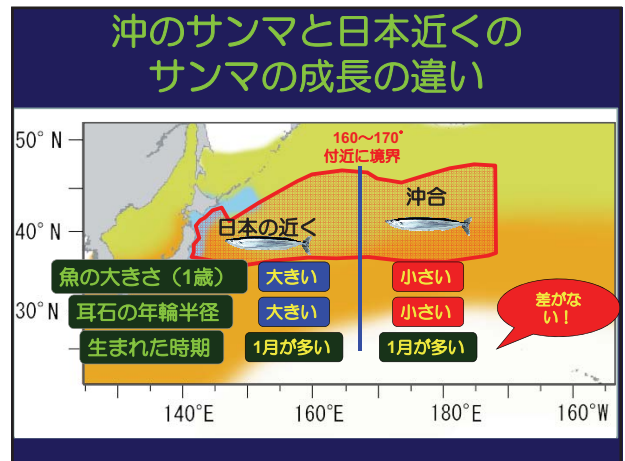 沖のサンマと日本近くの
サンマの成長の違い
50° N
160~170°
付近に境界
沖合
日本の近く
40° N
魚の大きさ（1歳） 大きい 小さい
耳石の年輪半径 大きい 小さい
30° N
差がな
い！
生まれた時期 1月が多い 1月が多い
140°E 160°E 180°E 160°W